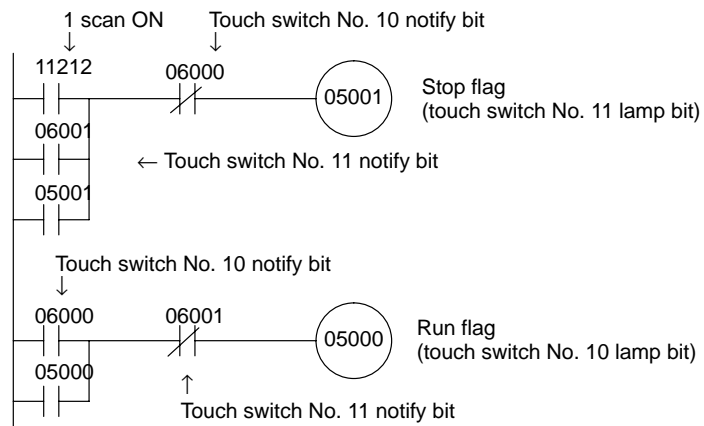 1 scan ON Touch switch No. 10 notify bit
↓ ↓
11212 06000
05001 Stop flag
(touch switch No. 11 lamp bit)
06001
← Touch switch No. 11 notify bit
05001
Touch switch No. 10 notify bit
↓
06000 06001
05000 Run flag
(touch switch No. 10 lamp bit)
05000
↑
Touch switch No. 11 notify bit